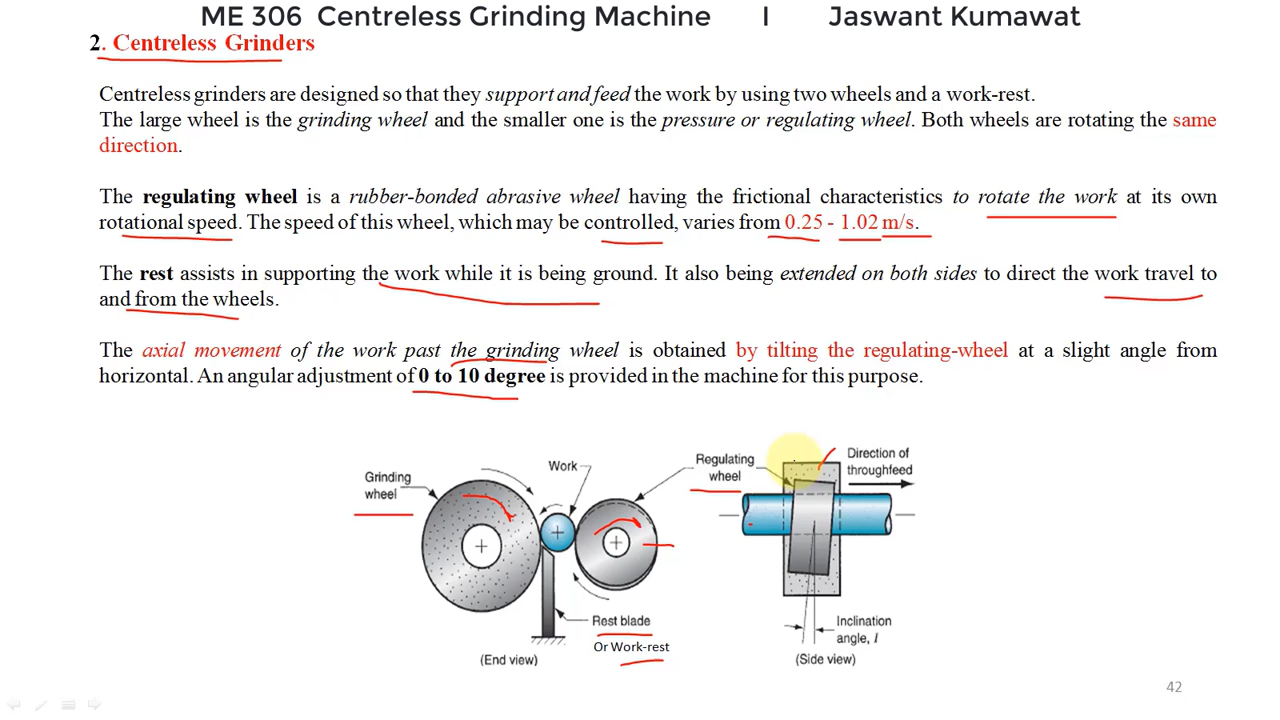 ME 306 Centreless Grinding Machine I Jaswant Kumawat
2. Centreless Grinders
Centreless grinders are designed so that they support and feed the work by using two wheels and a work-rest.
The large wheel is the grinding wheel and the smaller one is the pressure or regulating wheel. Both wheels are rotating the same
direction.
The regulating wheel is a rubber-bonded abrasive wheel having the frictional characteristics to rotate the work at its own
rotational speed. The speed of this wheel, which may be controlled, varies from 0.25 - 1.02 m/s.
The rest assists in supporting the work while it is being ground. It also being extended on both sides to direct the work travel to
and from the wheels.
The axial movement of the work past the grinding wheel is obtained by tilting the regulating-wheel at a slight angle from
horizontal. An angular adjustment of 0 to 10 degree is provided in the machine for this purpose.
Grinding
wheel
Work
Regulating
wheel
Direction of
throughfeed
Rest blade
Or Work-rest
(End view)
Inclination
angle, I
(Side view)
42